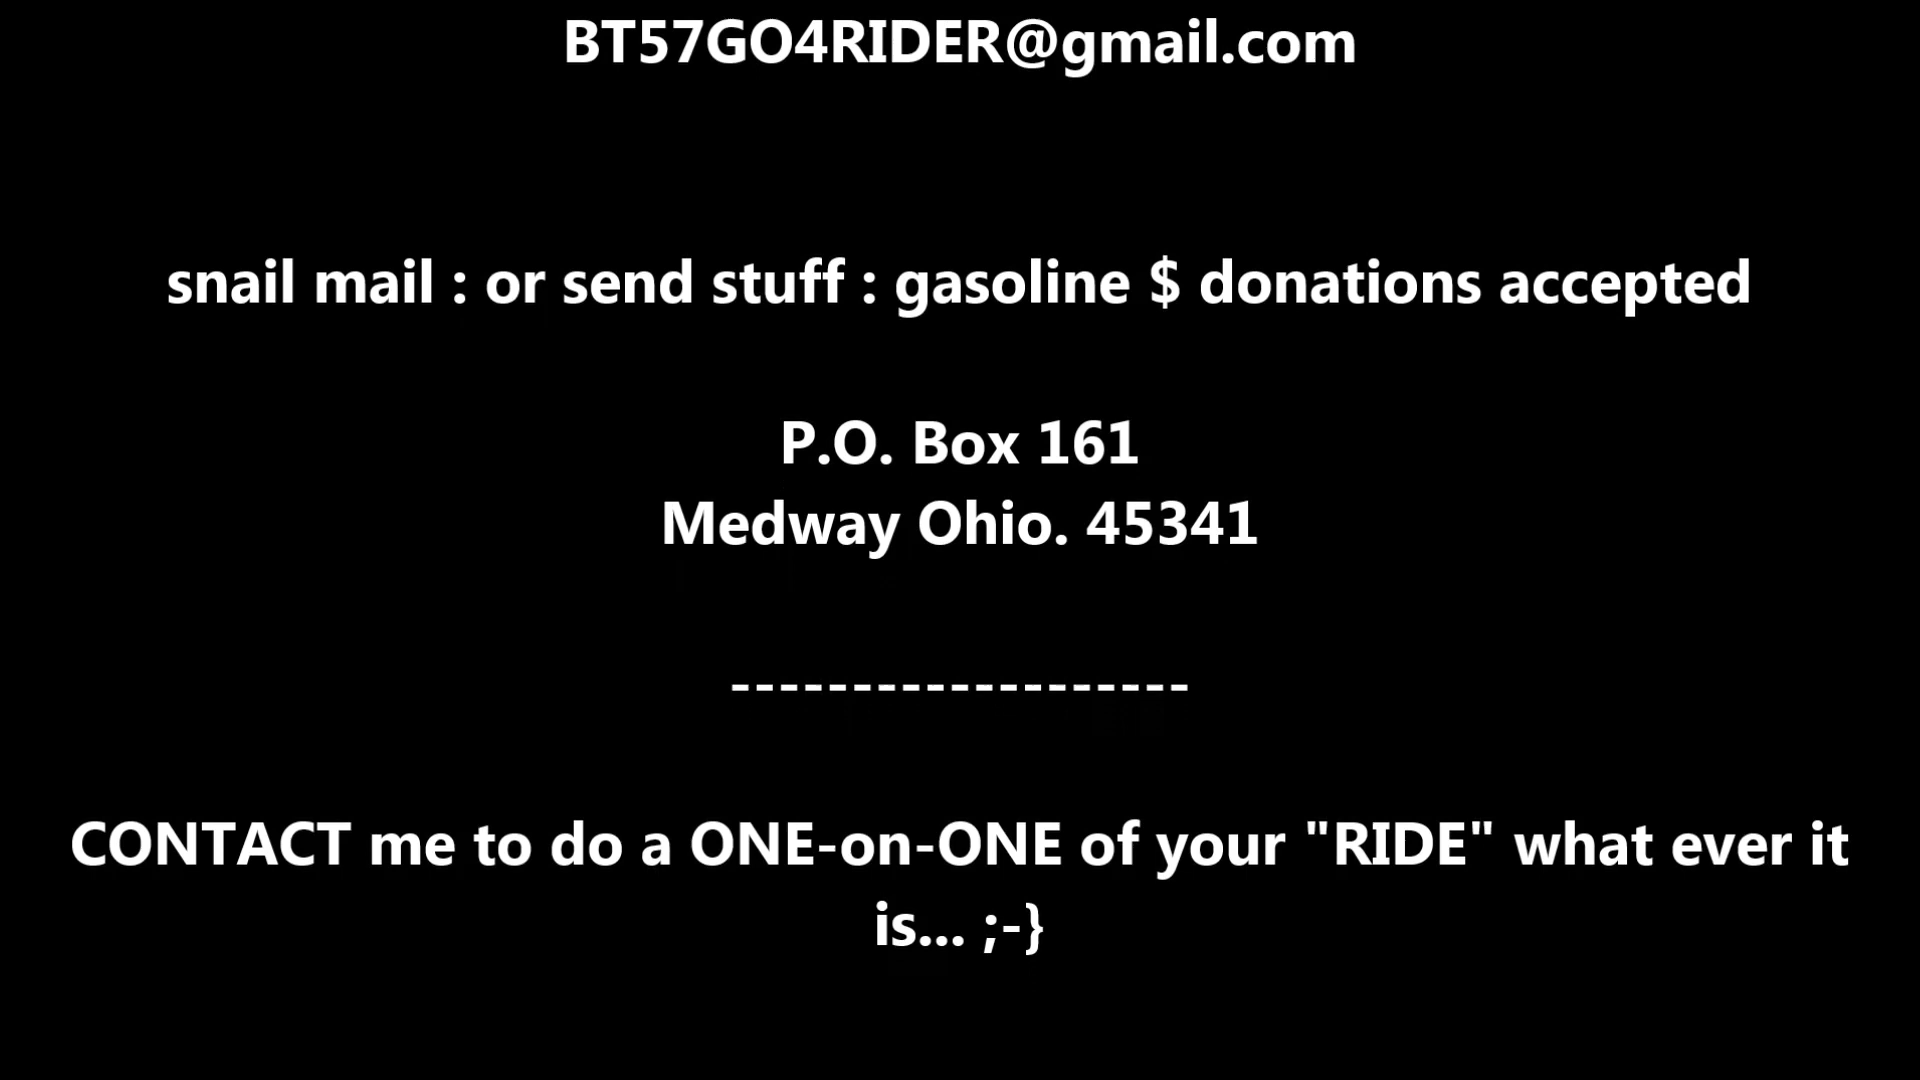 BT57GO4RIDER@gmail.com
snail mail : or send stuff : gasoline $ donations accepted
P.O. Box 161
Medway Ohio. 45341
-------------------
CONTACT me to do a ONE-on-ONE of your "RIDE" what ever it
is... ;-}